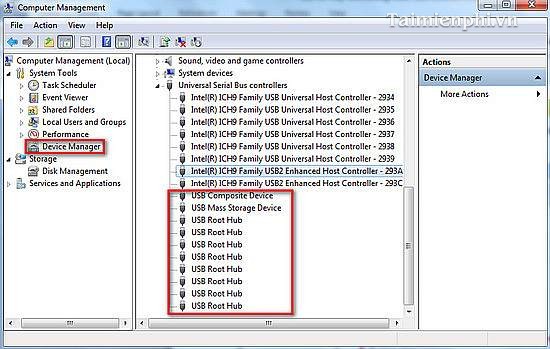 Taimienphi.vn
Computer Management
File Action View Help
Computer Management (Local)
System Tools
Task Scheduler
Event Viewer
Shared Folders
Local Users and Groups
Performance
Device Manager
Storage
Disk Management
Services and Applications
Sound, video and game controllers
System devices
Universal Serial Bus controllers
Intel(R) ICH9 Family USB Universal Host Controller - 2934
Intel(R) ICH9 Family USB Universal Host Controller - 2935
Intel(R) ICH9 Family USB Universal Host Controller - 2936
Intel(R) ICH9 Family USB Universal Host Controller - 2937
Intel(R) ICH9 Family USB Universal Host Controller - 2938
Intel(R) ICH9 Family USB Universal Host Controller - 2939
Intel(R) ICH9 Family USB2 Enhanced Host Controller - 293A
Intel(R) ICH9 Family USB2 Enhanced Host Controller - 293C
USB Composite Device
USB Mass Storage Device
USB Root Hub
USB Root Hub
USB Root Hub
USB Root Hub
USB Root Hub
USB Root Hub
USB Root Hub
USB Root Hub
Actions
Device Manager
More Actions